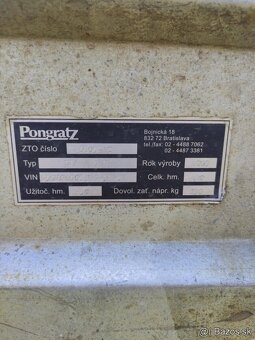 Pongratz
Bojnická 18
832 72 Bratislava
tel./fax: 02 - 4488 7062
02 - 4487 3381
ZTO číslo
Typ
Rok výroby
VIN
Celk. hm.
Užitoč. hm.
Dovol. zať. nápr. kg
bazos.sk